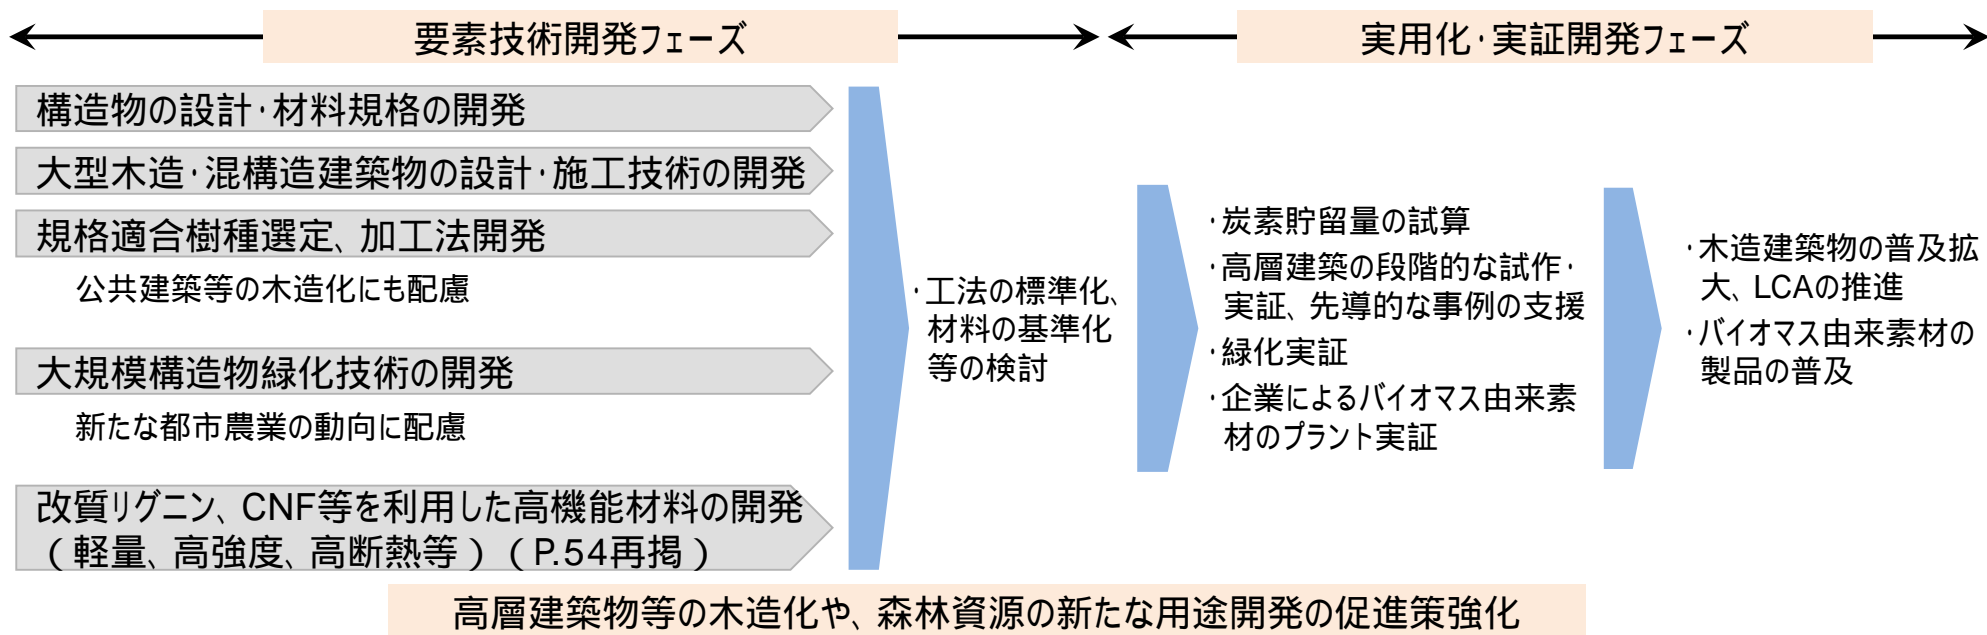 要素技術開発フェーズ
実用化・実証開発フェーズ
構造物の設計・材料規格の開発
大型木造・混構造建築物の設計・施工技術の開発
規格適合樹種選定、加工法開発
公共建築等の木造化にも配慮
大規模構造物緑化技術の開発
新たな都市農業の動向に配慮
改質リグニン、CNF等を利用した高機能材料の開発
（軽量、高強度、高断熱等）（P.54再掲）
・工法の標準化、
材料の基準化
等の検討
・炭素貯留量の試算
・高層建築の段階的な試作・
実証、先導的な事例の支援
・緑化実証
・企業によるバイオマス由来素
材のプラント実証
・木造建築物の普及拡
大、LCAの推進
・バイオマス由来素材の
製品の普及
高層建築物等の木造化や、森林資源の新たな用途開発の促進策強化